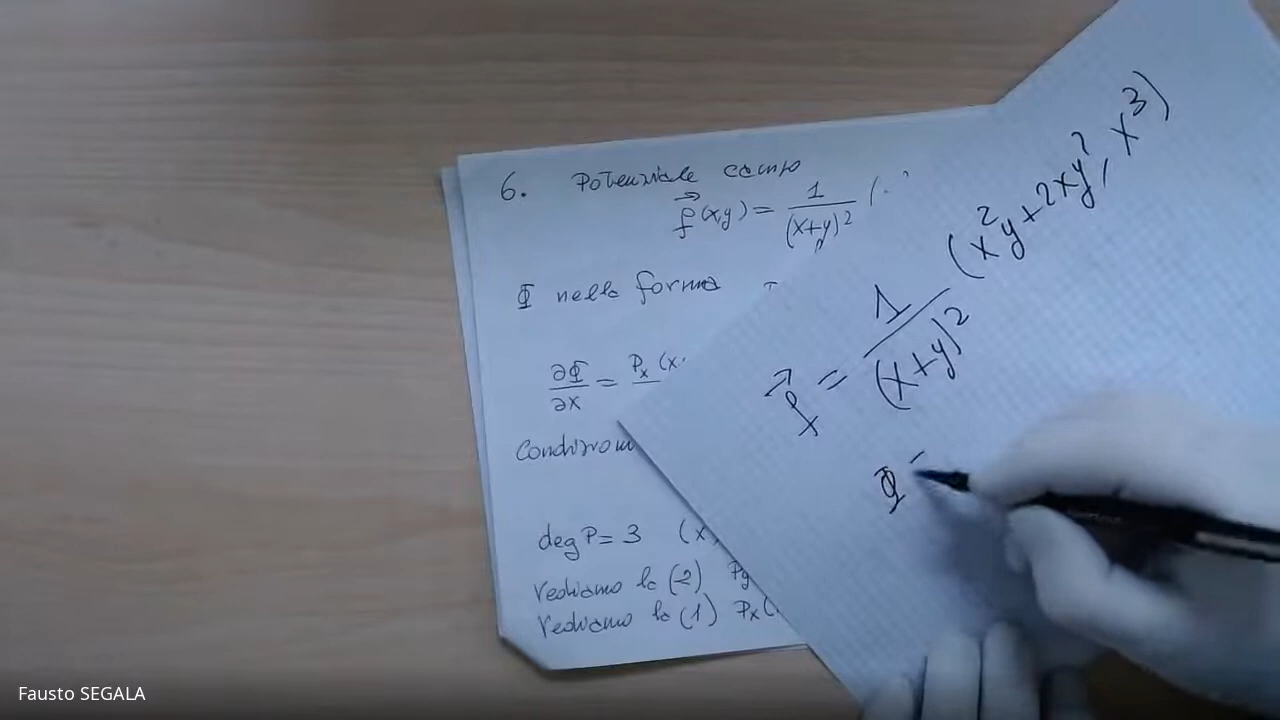 6. Potenziale campo
f(x,y) = 1/(x+y)² (
Φ nella forma
∂Φ/∂x = Px(x
Condizioni
deg P = 3 (x
Vediamo la (2) Py
Vediamo la (1) Px(
f = 1/(x+y)² (x²y+2xy², x³)
Φ
Fausto SEGALA